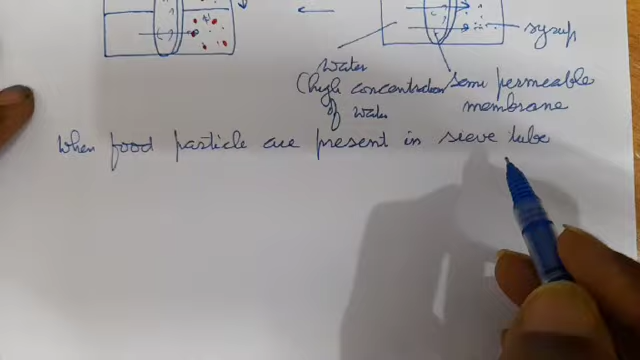 syrup
water
(high concentration
of water
semi permeable
membrane
when food particle are present in sieve tube